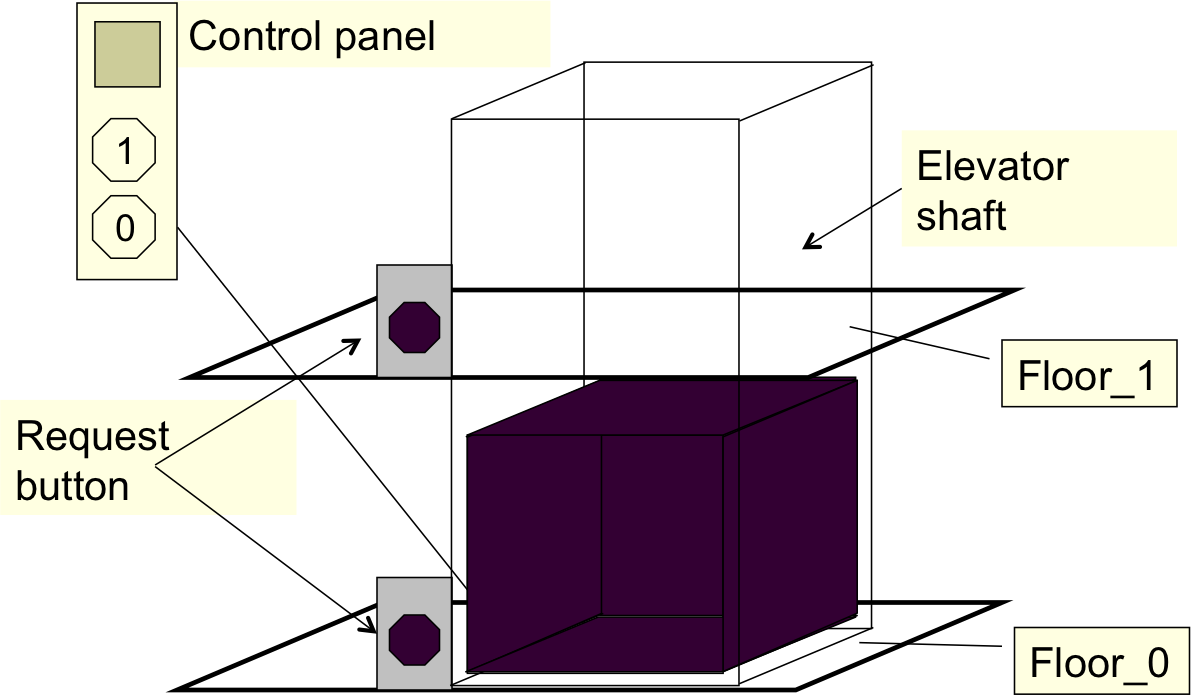 Control panel
1
0
Elevator
shaft
Floor_1
Request
button
Floor_0